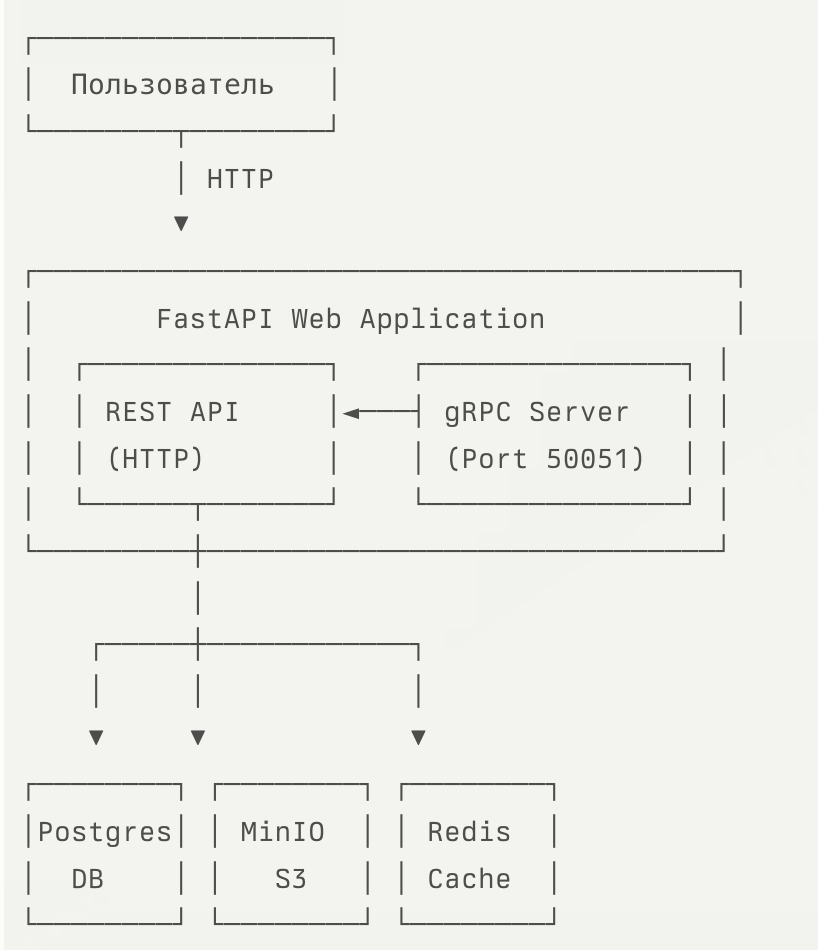 Пользователь
HTTP
FastAPI Web Application
REST API
(HTTP)
gRPC Server
(Port 50051)
Postgres
DB
MinIO
S3
Redis
Cache